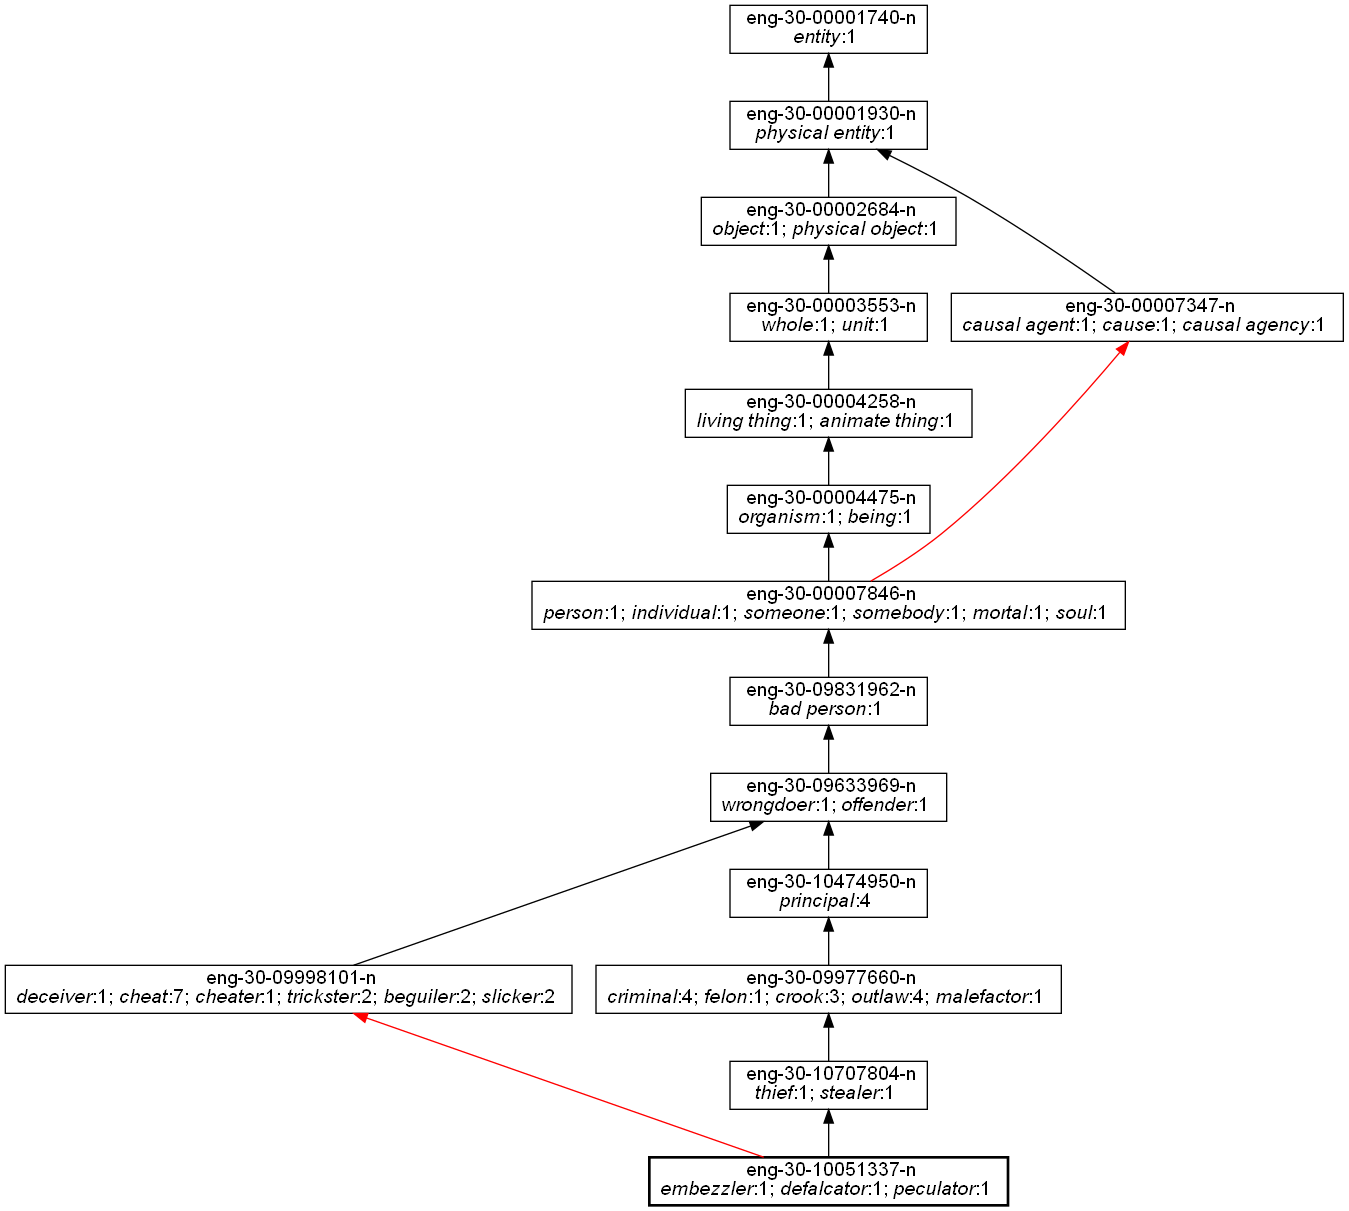 eng-30-00001740-n
entity:1
eng-30-00001930-n
physical entity:1
eng-30-00002684-n
object:1; physical object:1
eng-30-00003553-n
whole:1; unit:1
eng-30-00007347-n
causal agent:1; cause:1; causal agency:1
eng-30-00004258-n
living thing:1; animate thing:1
eng-30-00004475-n
organism:1; being:1
eng-30-00007846-n
person:1; individual:1; someone:1; somebody:1; mortal:1; soul:1
eng-30-09831962-n
bad person:1
eng-30-09633969-n
wrongdoer:1; offender:1
eng-30-10474950-n
principal:4
eng-30-09998101-n
deceiver:1; cheat:7; cheater:1; trickster:2; beguiler:2; slicker:2
eng-30-09977660-n
criminal:4; felon:1; crook:3; outlaw:4; malefactor:1
eng-30-10707804-n
thief:1; stealer:1
eng-30-10051337-n
embezzler:1; defalcator:1; peculator:1